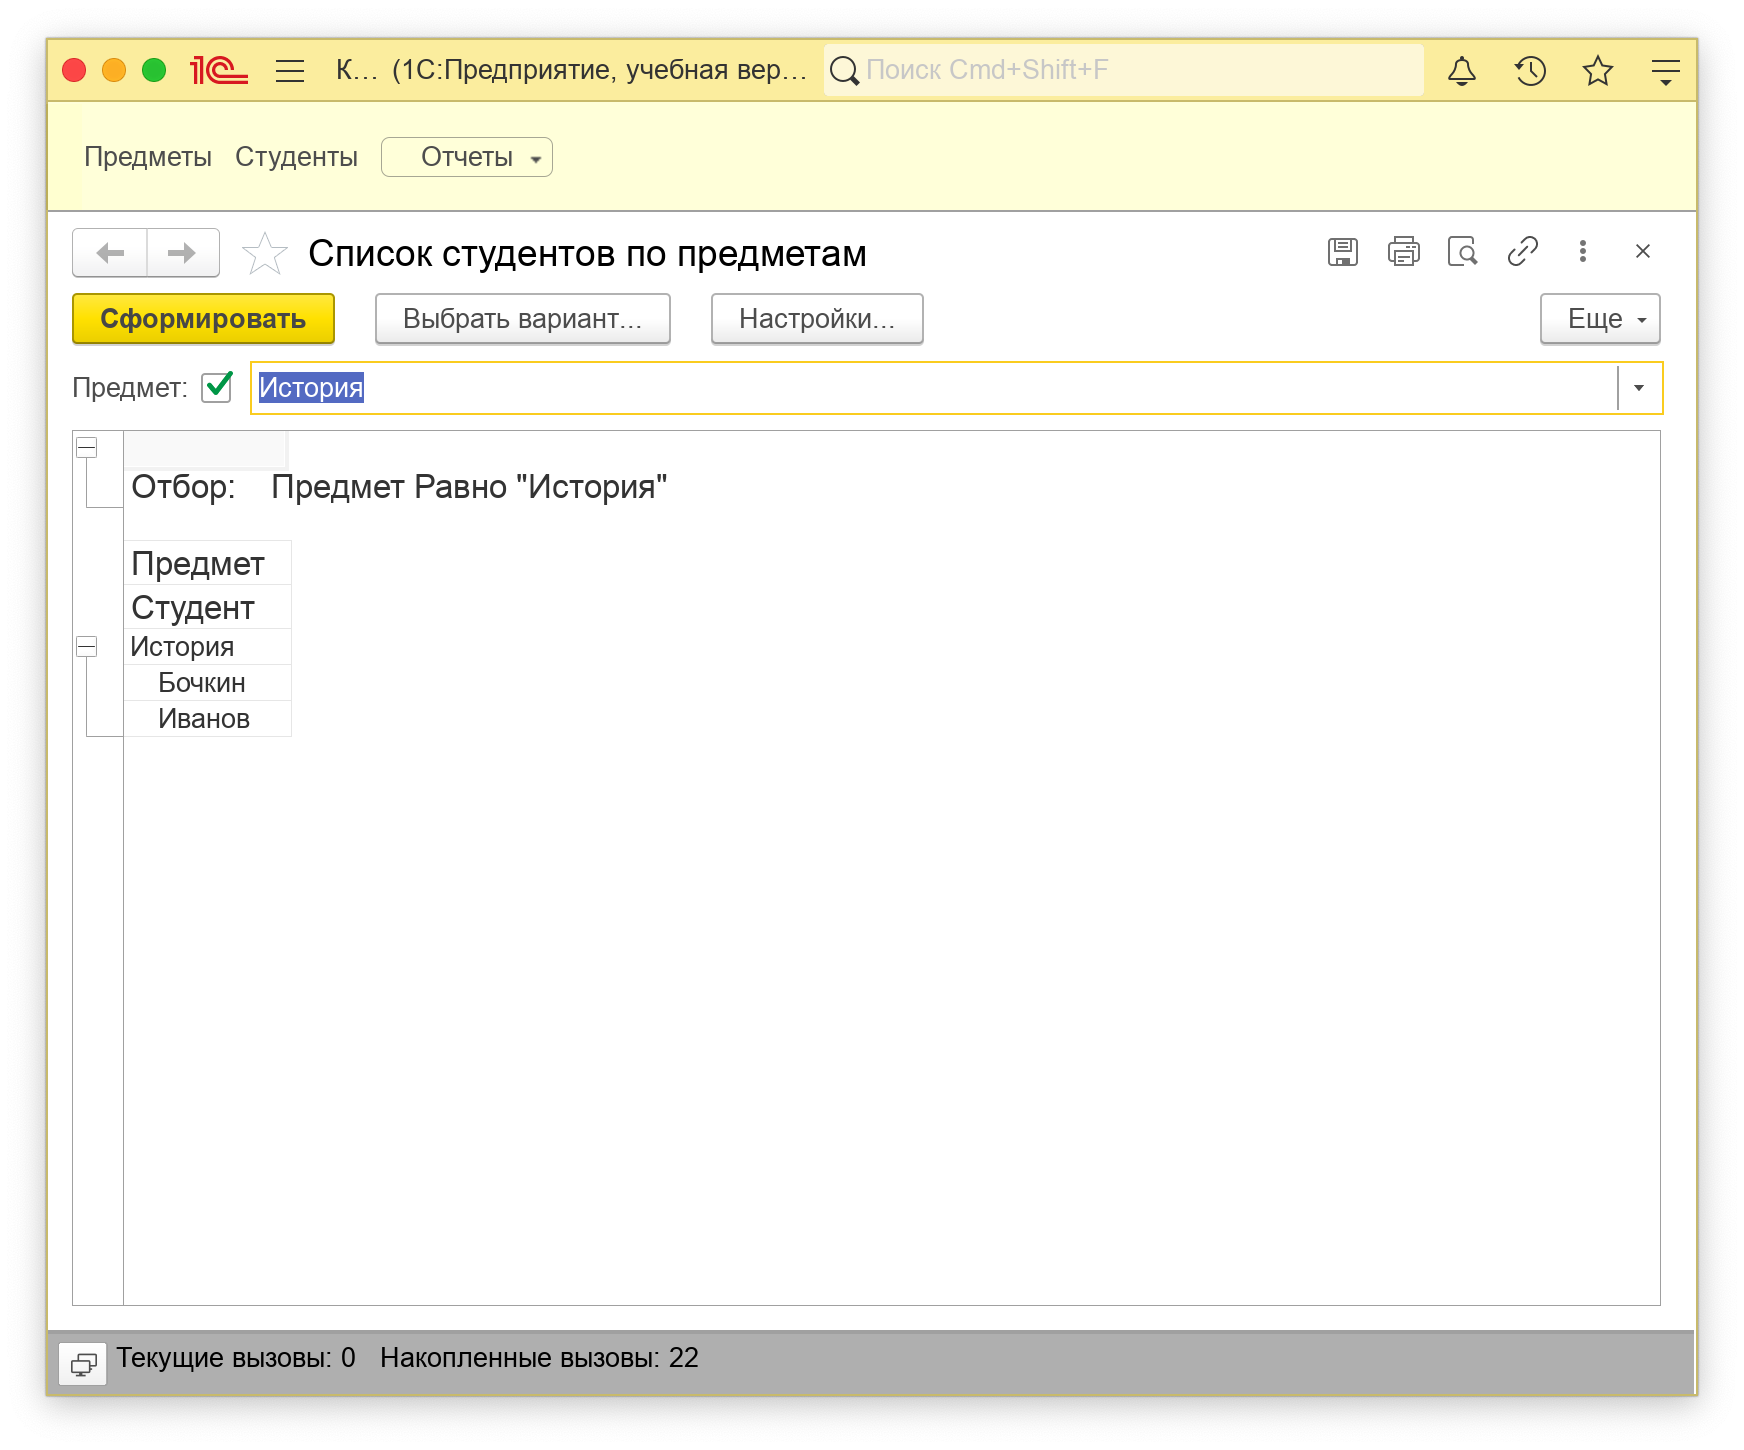 1С К... (1С:Предприятие, учебная вер... Поиск Cmd+Shift+F
Предметы Студенты Отчеты
Список студентов по предметам
Сформировать Выбрать вариант... Настройки... Еще
Предмет: История
Отбор: Предмет Равно "История"
Предмет
Студент
История
Бочкин
Иванов
Текущие вызовы: 0 Накопленные вызовы: 22